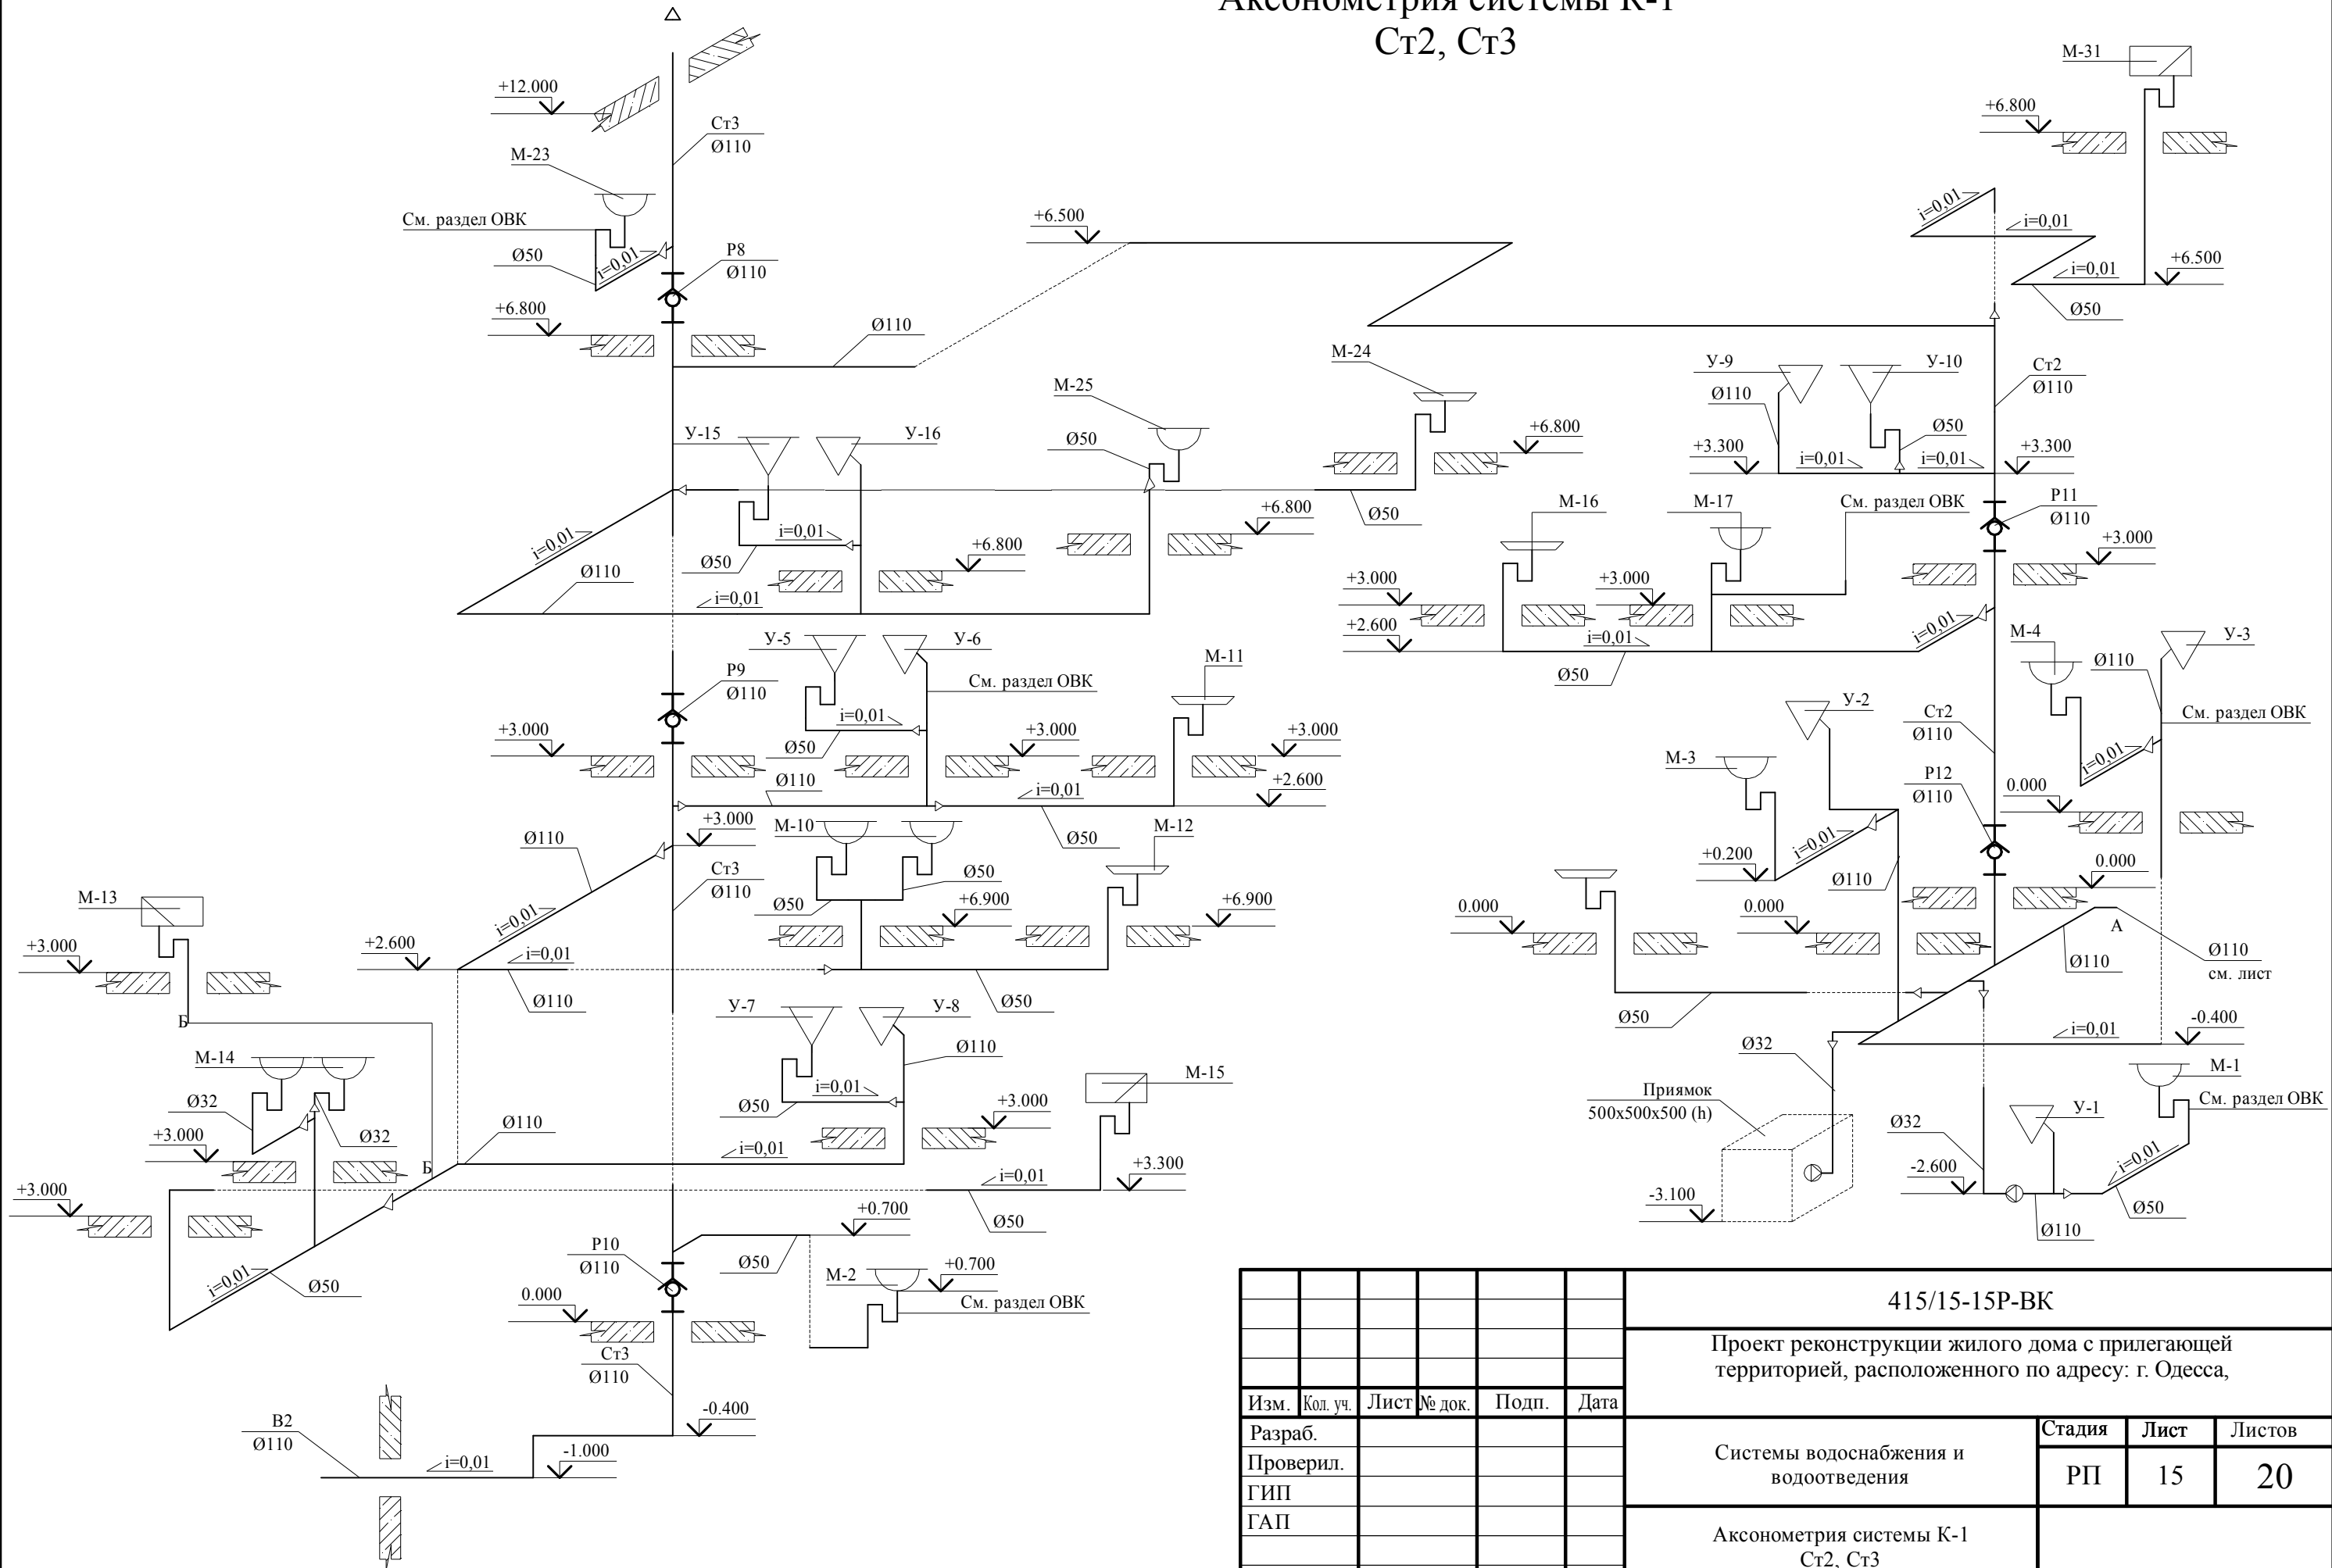 Аксонометрия системы К-1
Ст2, Ст3
+12.000
Ст3
Ø110
М-23
См. раздел ОВК
Ø50
i=0,01
Р8
Ø110
+6.800
Ø110
+6.500
М-31
+6.800
i=0,01
i=0,01
i=0,01
+6.500
Ø50
У-15
У-16
М-25
Ø50
М-24
+6.800
+6.800
Ø50
i=0,01
i=0,01
Ø50
+6.800
Ø110
i=0,01
У-9
У-10
Ø110
Ø50
Ст2
Ø110
+3.300
i=0,01
i=0,01
+3.300
М-16
М-17
См. раздел ОВК
Р11
Ø110
+3.000
+3.000
+3.000
+2.600
i=0,01
i=0,01
Ø50
У-5
У-6
См. раздел ОВК
М-11
Р9
Ø110
i=0,01
Ø50
+3.000
+3.000
+3.000
Ø110
i=0,01
+2.600
Ø50
М-4
У-3
Ø110
См. раздел ОВК
i=0,01
У-2
Ст2
Ø110
М-3
Р12
Ø110
0.000
+0.200
i=0,01
Ø110
0.000
+3.000
М-10
М-12
Ø110
Ст3
Ø110
Ø50
Ø50
+6.900
+6.900
i=0,01
i=0,01
+2.600
Ø110
Ø50
М-13
+3.000
Б
0.000
0.000
А
Ø110
Ø110
см. лист
Ø50
i=0,01
-0.400
У-7
У-8
Ø110
i=0,01
Ø50
М-15
+3.000
М-14
Ø32
Ø32
+3.000
Б
Ø110
i=0,01
i=0,01
+3.300
Ø50
+3.000
i=0,01
Ø50
Ø32
Приямок
500x500x500 (h)
-3.100
М-1
См. раздел ОВК
У-1
Ø32
-2.600
i=0,01
Ø50
Ø110
+0.700
Р10
Ø110
Ø50
М-2
+0.700
См. раздел ОВК
0.000
Ст3
Ø110
-0.400
В2
Ø110
i=0,01
-1.000
415/15-15Р-ВК
Проект реконструкции жилого дома с прилегающей
территорией, расположенного по адресу: г. Одесса,
Изм. Кол. уч. Лист № док. Подп. Дата
Разраб.
Проверил.
ГИП
ГАП
Системы водоснабжения и
водоотведения
Стадия Лист Листов
РП 15 20
Аксонометрия системы К-1
Ст2, Ст3